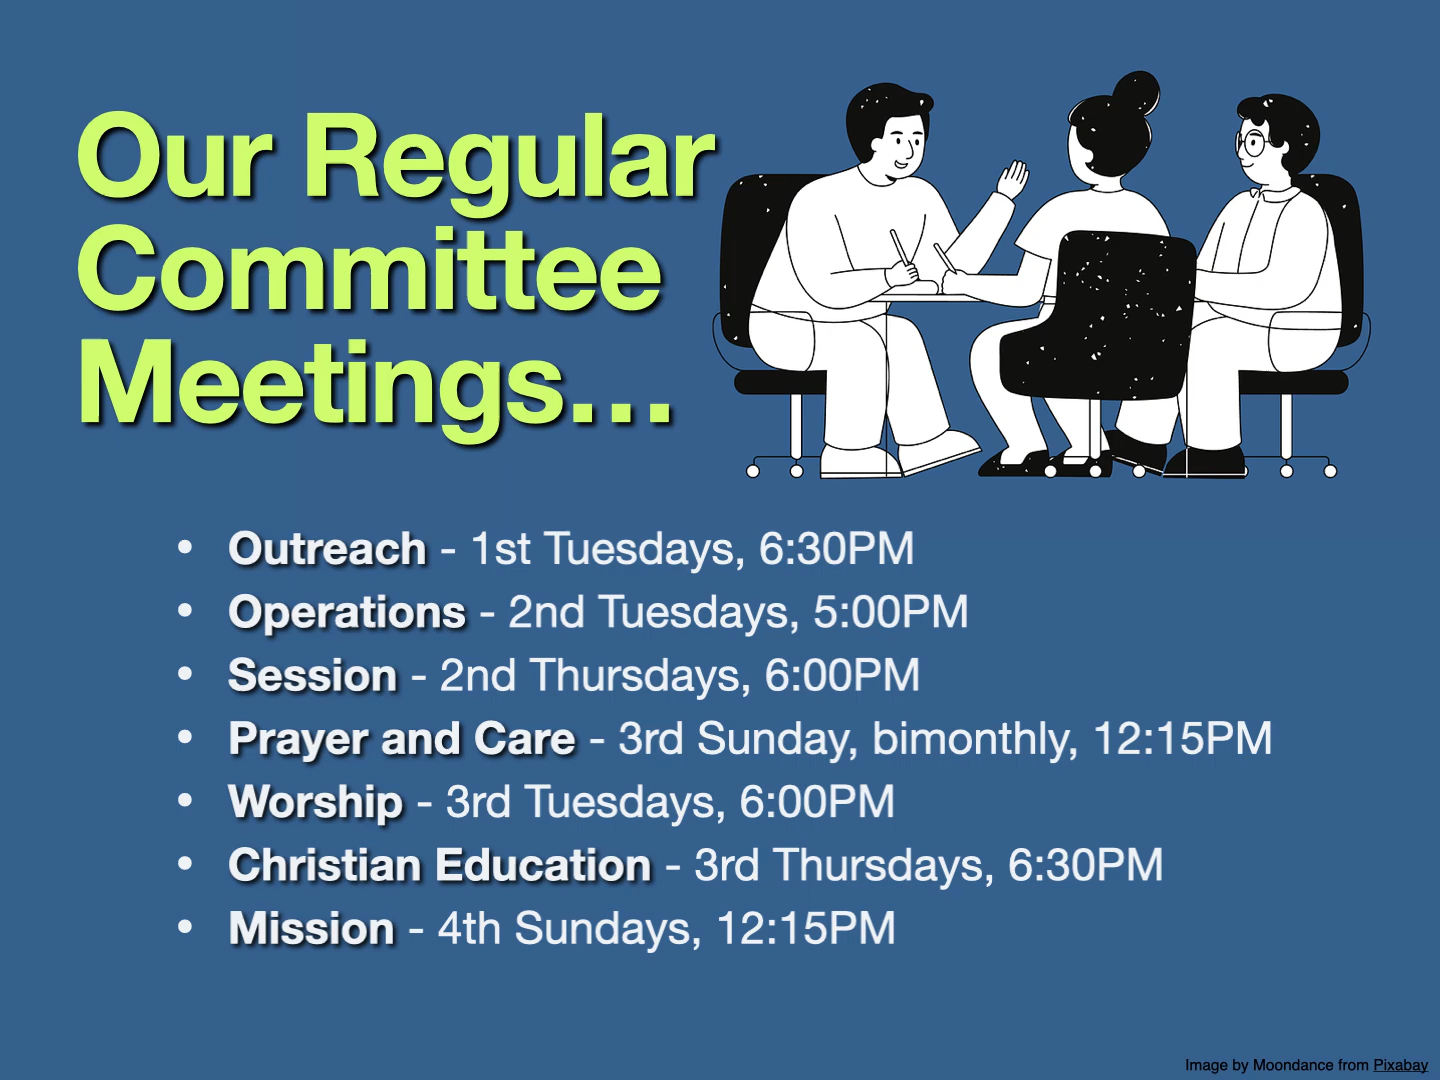 Our Regular
Committee
Meetings…
• Outreach - 1st Tuesdays, 6:30PM
• Operations - 2nd Tuesdays, 5:00PM
• Session - 2nd Thursdays, 6:00PM
• Prayer and Care - 3rd Sunday, bimonthly, 12:15PM
• Worship - 3rd Tuesdays, 6:00PM
• Christian Education - 3rd Thursdays, 6:30PM
• Mission - 4th Sundays, 12:15PM
Image by Moondance from Pixabay